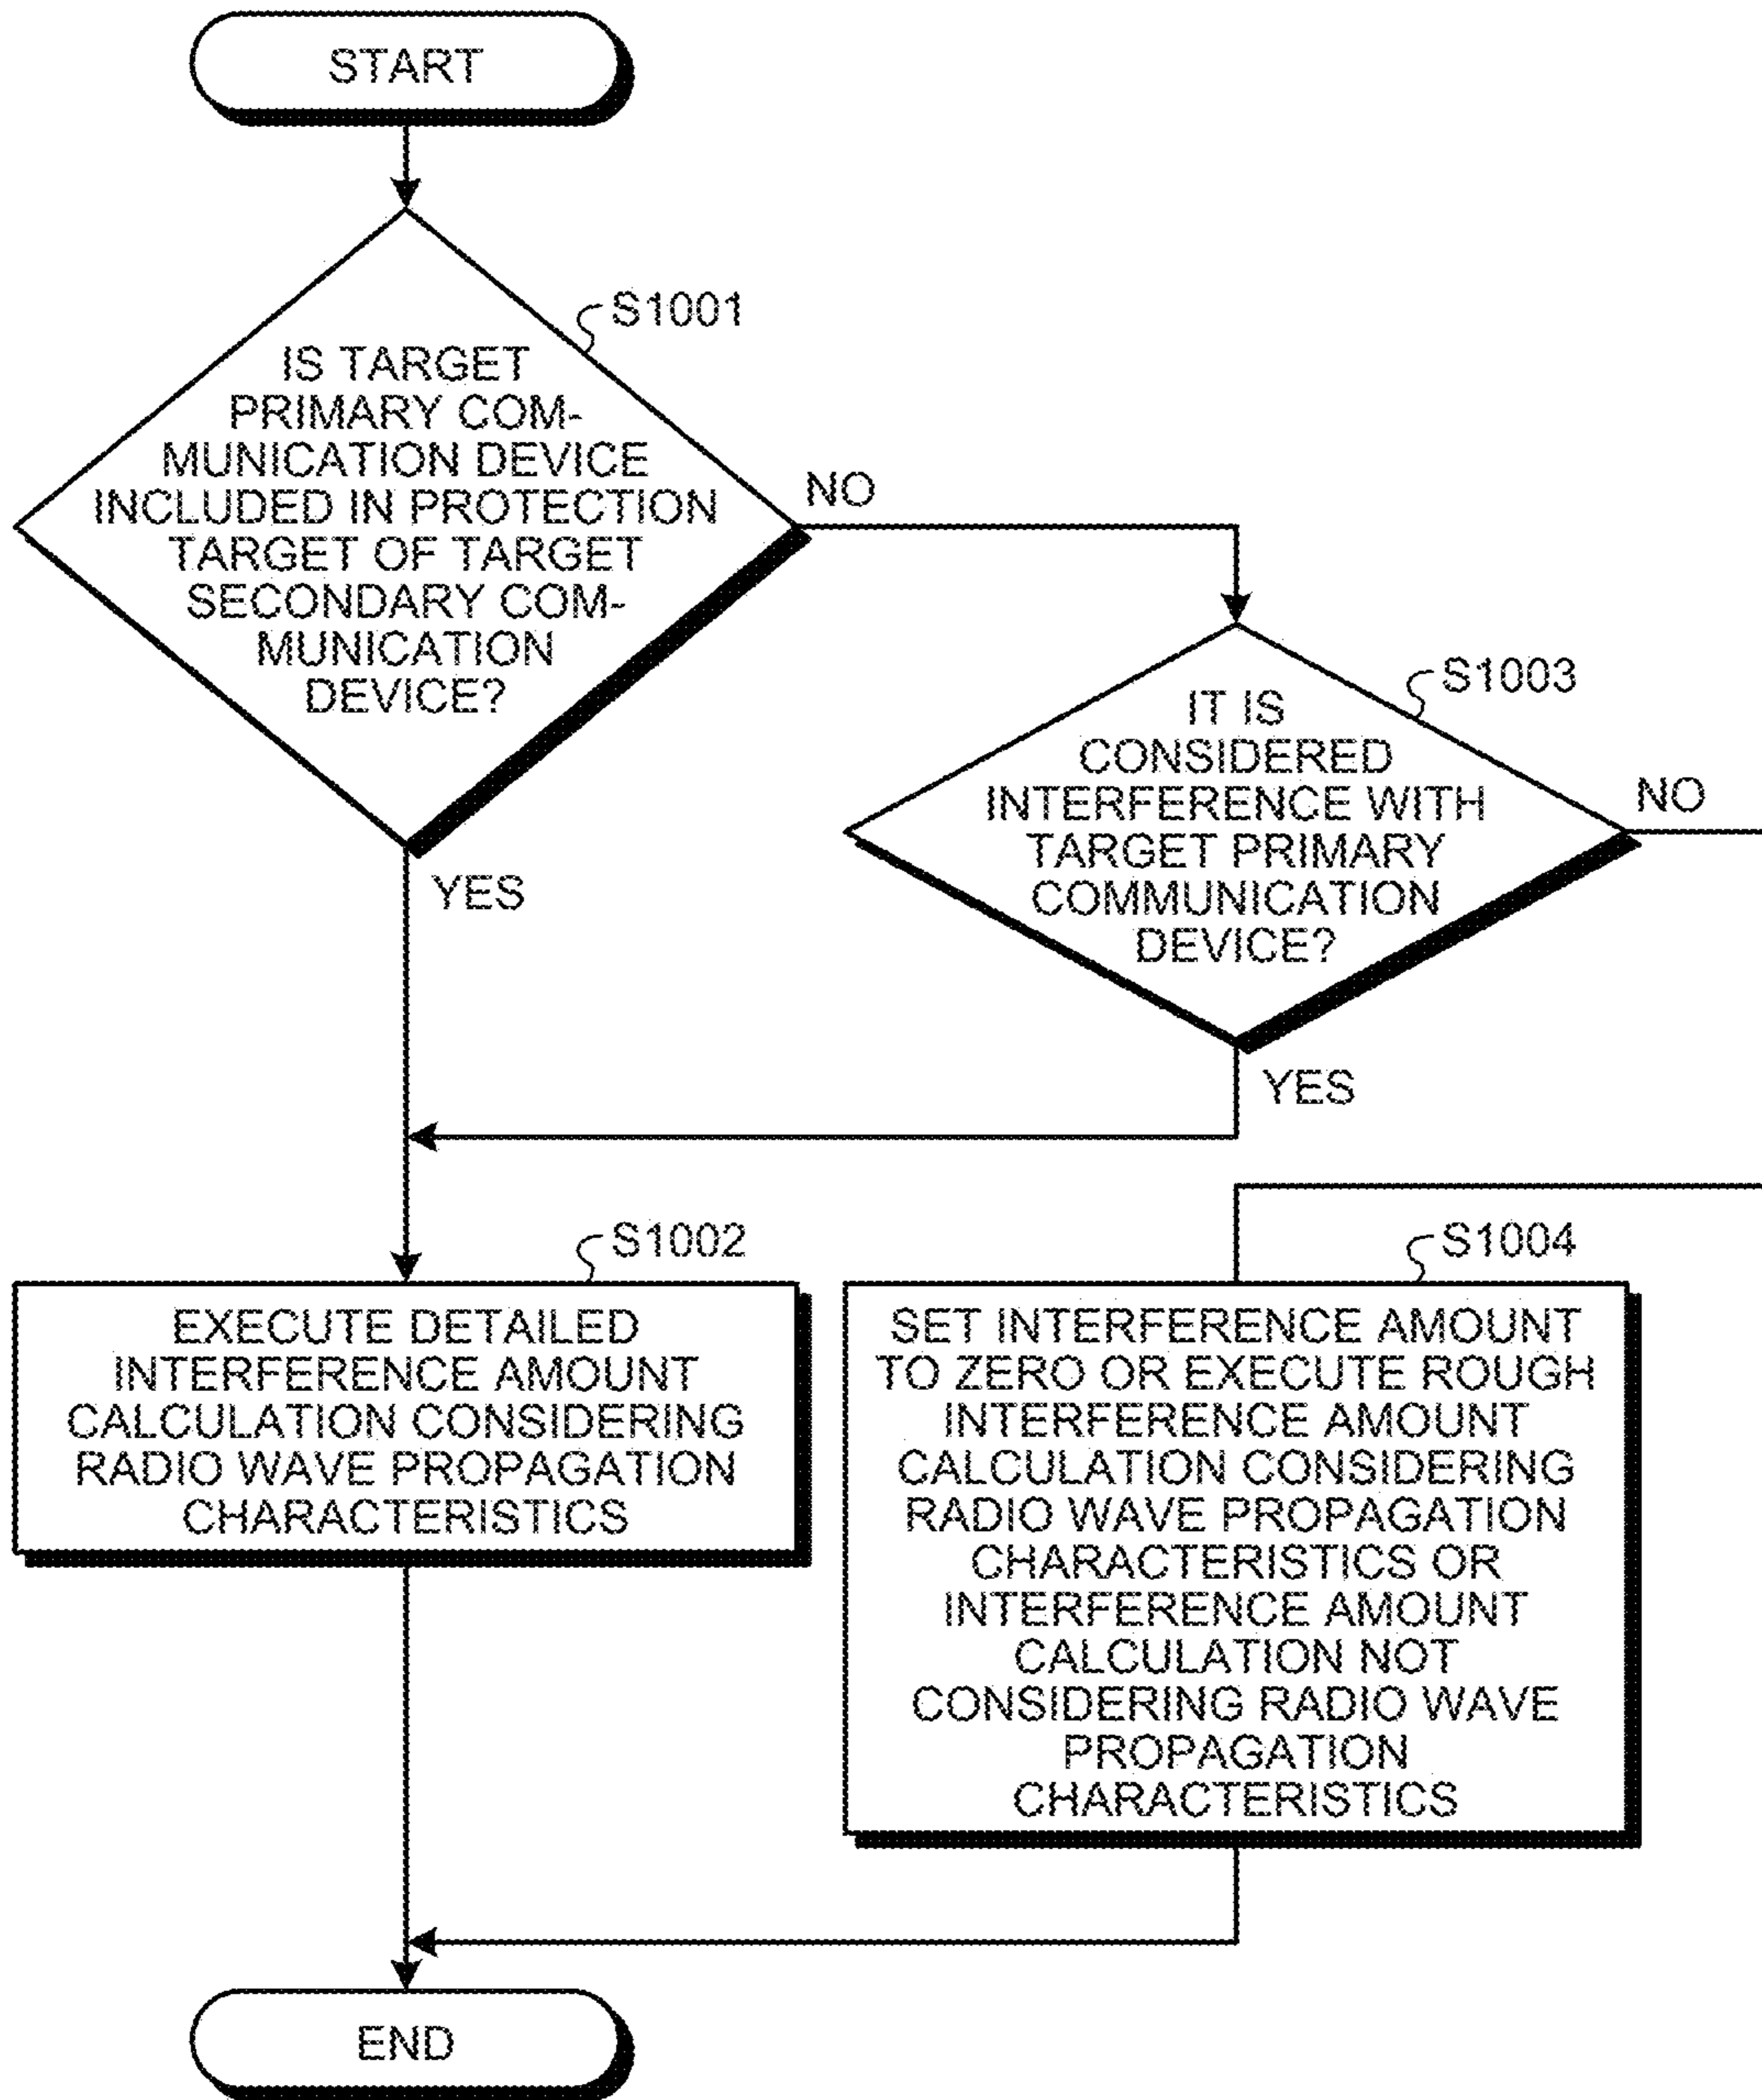 START
S1001
IS TARGET
PRIMARY COM-
MUNICATION DEVICE
INCLUDED IN PROTECTION
TARGET OF TARGET
SECONDARY COM-
MUNICATION
DEVICE?
NO
YES
S1003
IT IS
CONSIDERED
INTERFERENCE WITH
TARGET PRIMARY
COMMUNICATION
DEVICE?
NO
YES
S1002
EXECUTE DETAILED
INTERFERENCE AMOUNT
CALCULATION CONSIDERING
RADIO WAVE PROPAGATION
CHARACTERISTICS
S1004
SET INTERFERENCE AMOUNT
TO ZERO OR EXECUTE ROUGH
INTERFERENCE AMOUNT
CALCULATION CONSIDERING
RADIO WAVE PROPAGATION
CHARACTERISTICS OR
INTERFERENCE AMOUNT
CALCULATION NOT
CONSIDERING RADIO WAVE
PROPAGATION
CHARACTERISTICS
END